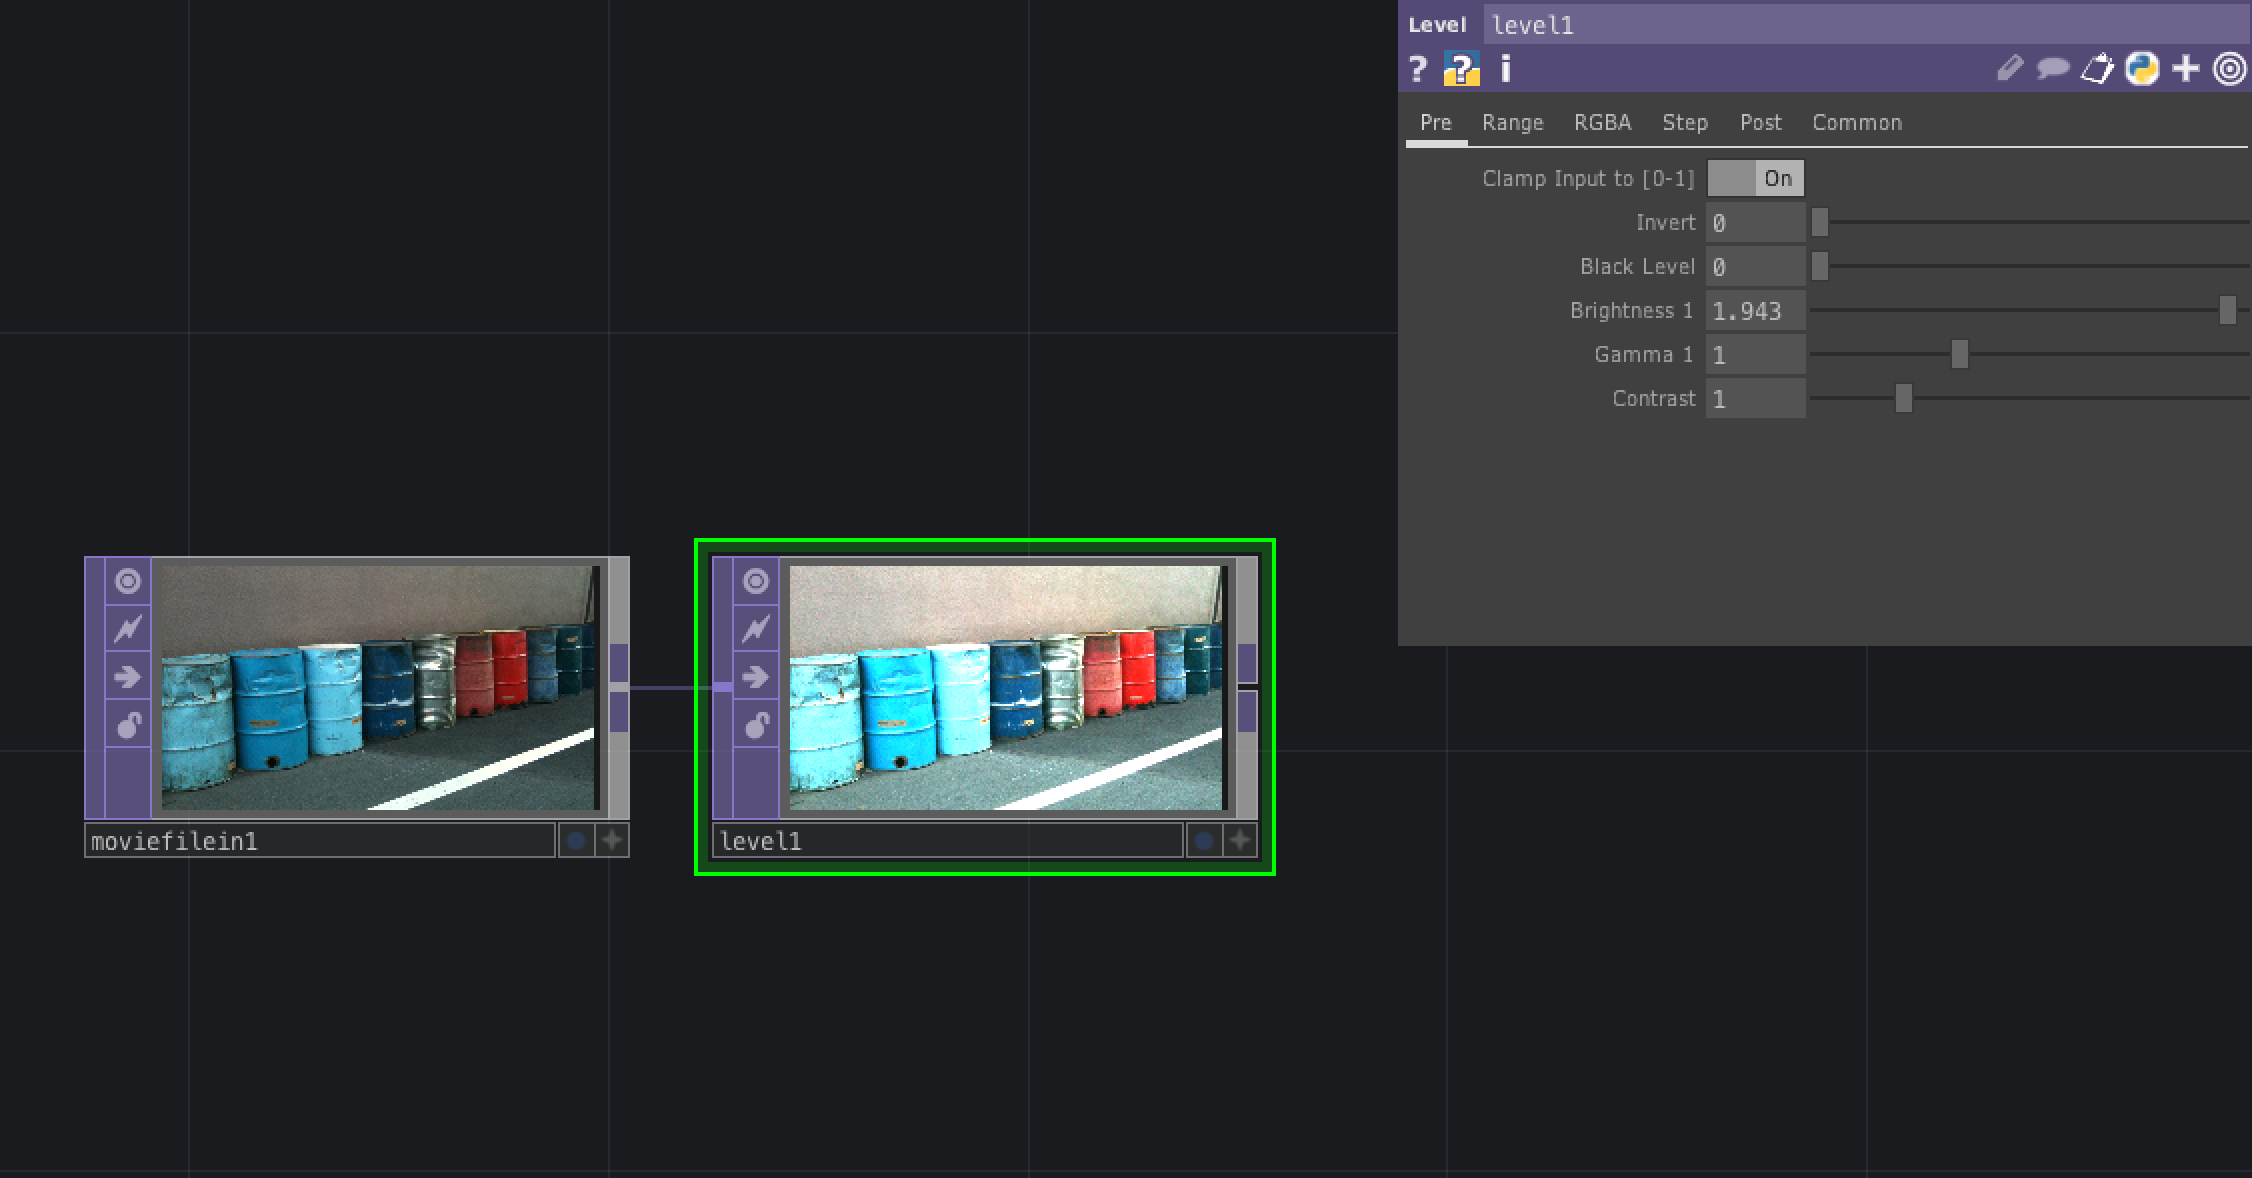 Level level1
? ? i
Pre Range RGBA Step Post Common
Clamp Input to [0-1] On
Invert 0
Black Level 0
Brightness 1 1.943
Gamma 1 1
Contrast 1
moviefilein1
level1